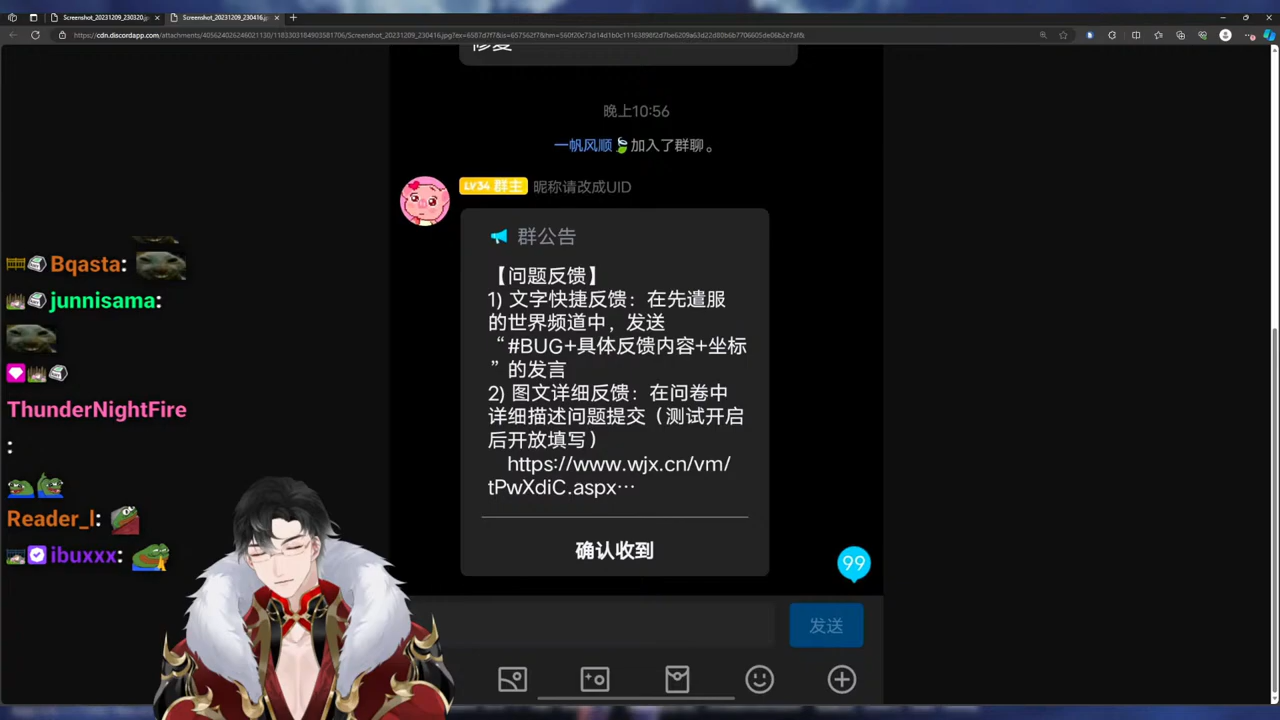 Screenshot_20231209_230320.j
Screenshot_20231209_230416.jpg
修复
晚上10:56
一帆风顺🍃加入了群聊。
LV34 群主 昵称请改成UID
群公告
【问题反馈】
1) 文字快捷反馈：在先遣服
的世界频道中，发送
“#BUG+具体反馈内容+坐标
”的发言
2) 图文详细反馈：在问卷中
详细描述问题提交（测试开启
后开放填写）
https://www.wjx.cn/vm/
tPwXdiC.aspx…
确认收到
99
发送
Bqasta:
junnisama:
ThunderNightFire
:
Reader_l:
ibuxxx: